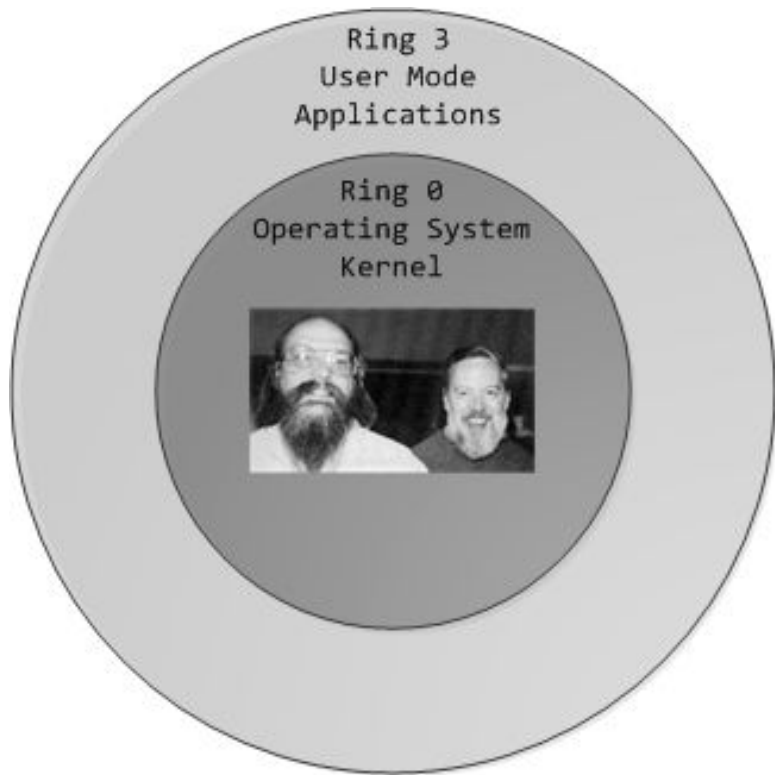 Ring 3
User Mode
Applications
Ring 0
Operating System
Kernel